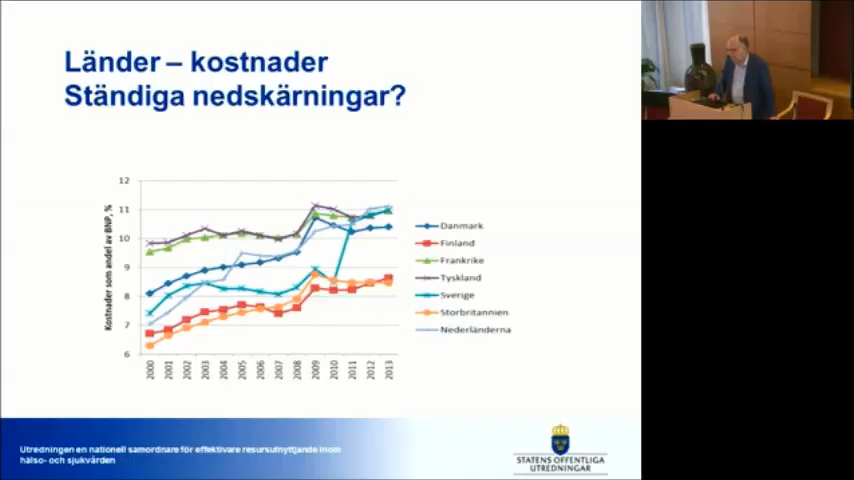 Länder – kostnader
Ständiga nedskärningar?
Kostnader som andel av BNP, %
12
11
10
9
8
7
6
2000
2001
2002
2003
2004
2005
2006
2007
2008
2009
2010
2011
2012
2013
Danmark
Finland
Frankrike
Tyskland
Sverige
Storbritannien
Nederländerna
Utredningen en nationell samordnare för effektivare resursutnyttjande inom
hälso- och sjukvården
STATENS OFFENTLIGA
UTREDNINGAR